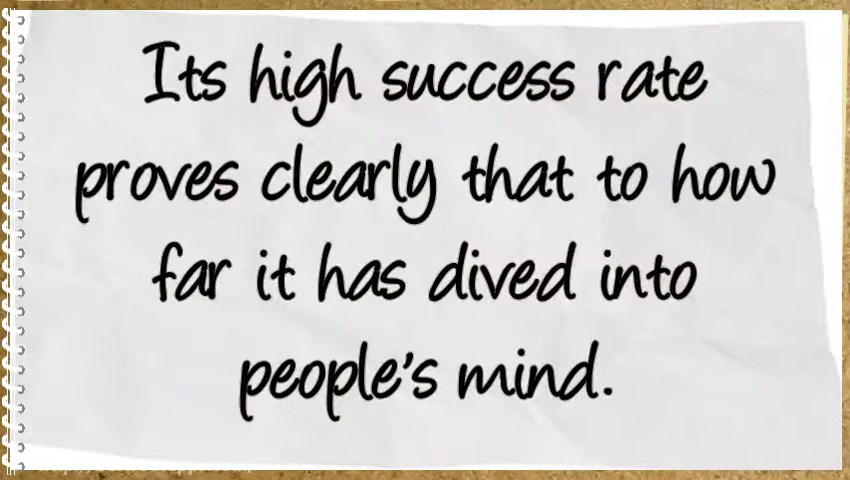 Its high success rate
proves clearly that to how
far it has dived into
people's mind.